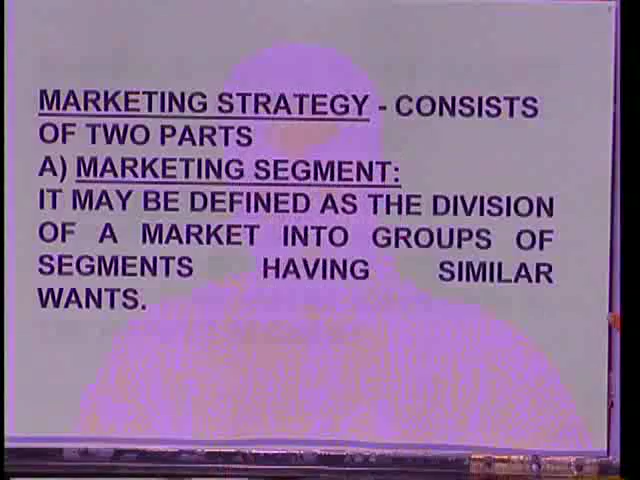 MARKETING STRATEGY - CONSISTS
OF TWO PARTS
A) MARKETING SEGMENT:
IT MAY BE DEFINED AS THE DIVISION
OF A MARKET INTO GROUPS OF
SEGMENTS HAVING SIMILAR
WANTS.